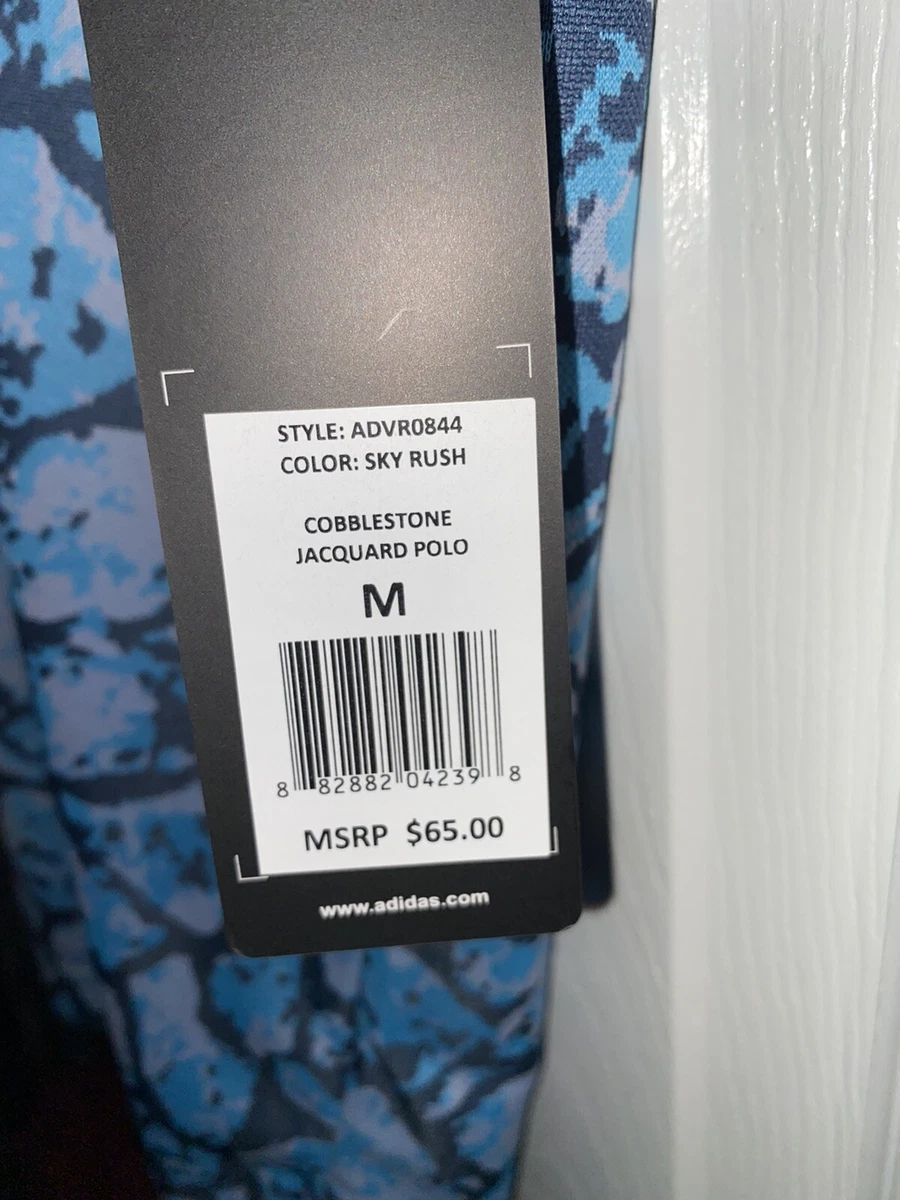 STYLE: ADVR0844
COLOR: SKY RUSH
COBBLESTONE
JACQUARD POLO
M
8 82882 04239 8
MSRP $65.00
www.adidas.com